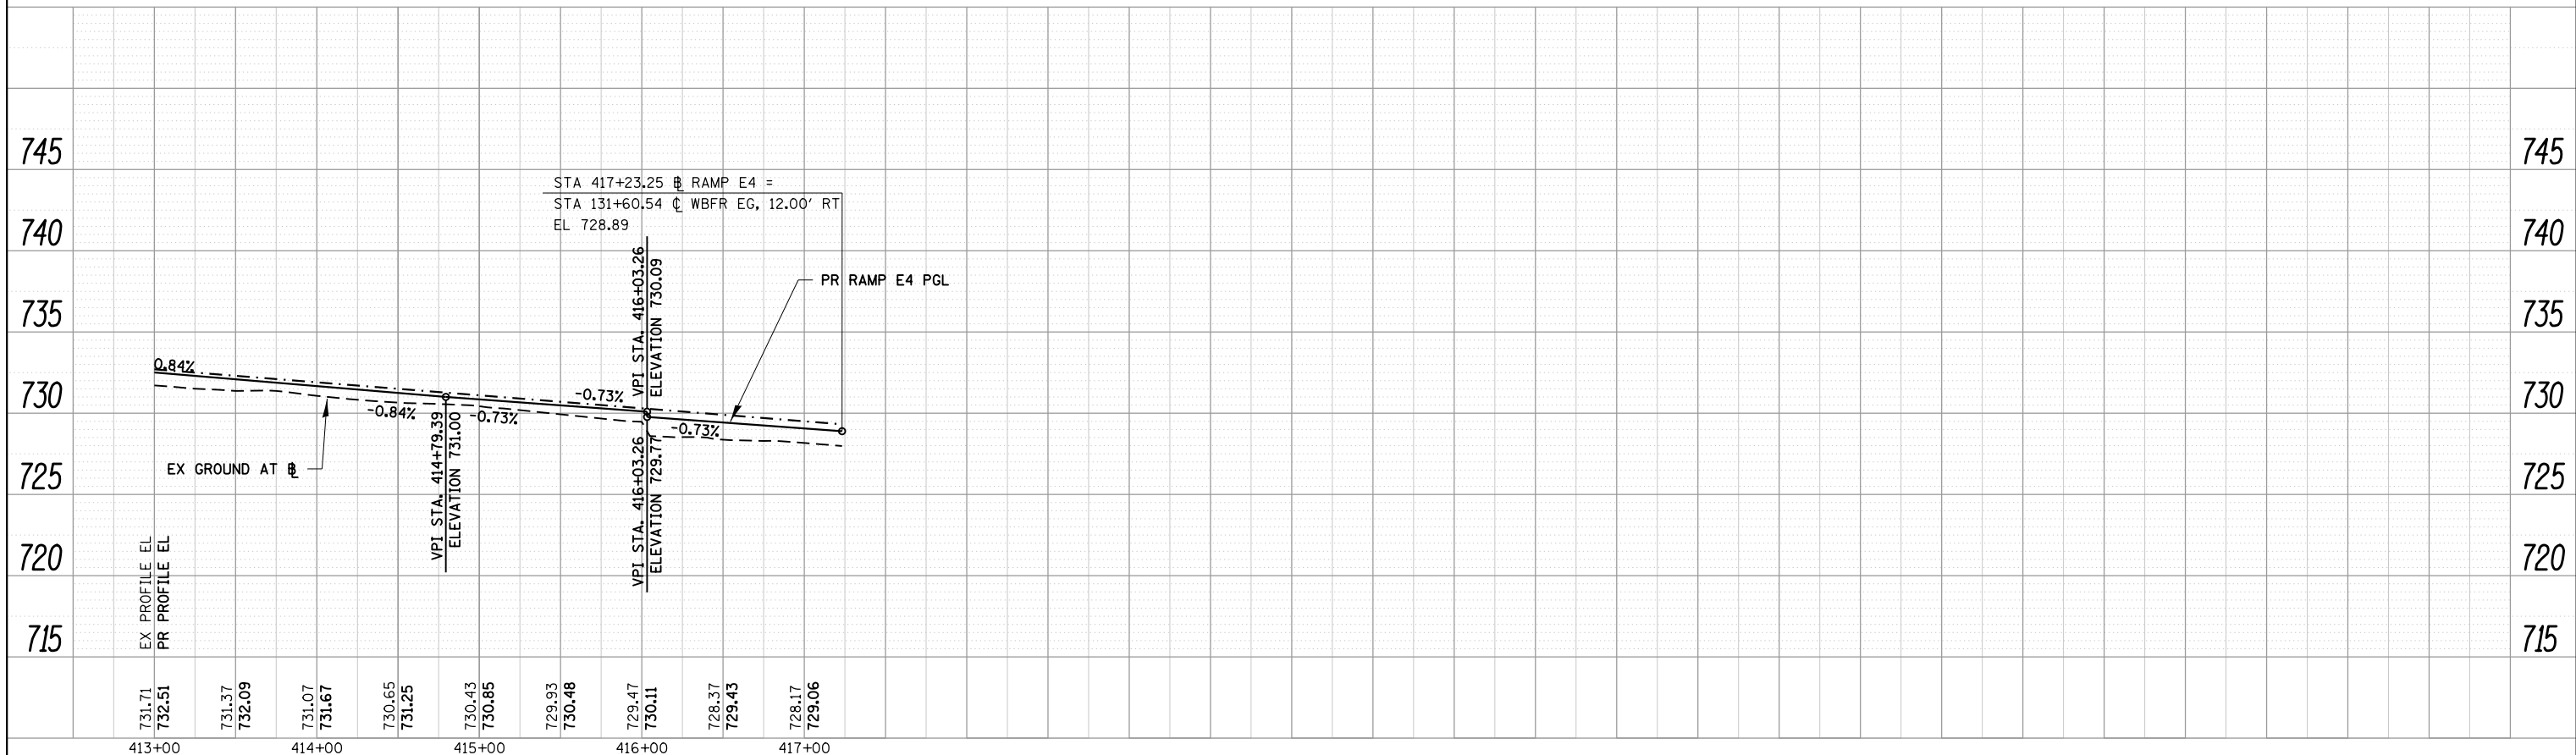 745 745
STA 417+23.25 ⅊ RAMP E4 =
STA 131+60.54 ℄ WBFR EG, 12.00' RT
EL 728.89
740 740
VPI STA. 416+03.26
ELEVATION 730.09
PR RAMP E4 PGL
735 735
0.84%
730 730
-0.73%
-0.84%
-0.73%
-0.73%
VPI STA. 414+79.39
ELEVATION 731.00
VPI STA. 416+03.26
ELEVATION 729.77
EX GROUND AT ⅊
725 725
720 720
EX PROFILE EL
PR PROFILE EL
715 715
731.71
732.51
731.37
732.09
731.07
731.67
730.65
731.25
730.43
730.85
729.93
730.48
729.47
730.11
728.37
729.43
728.17
729.06
413+00 414+00 415+00 416+00 417+00